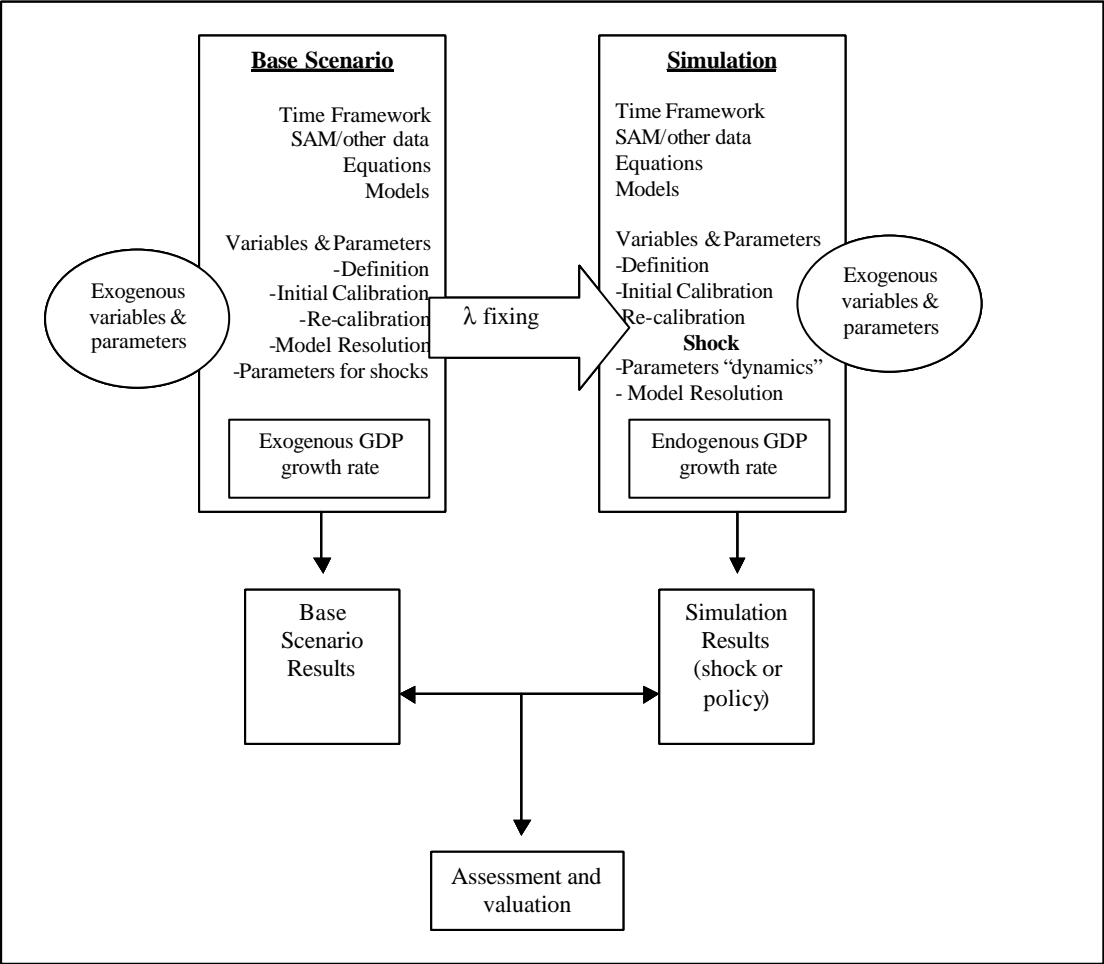 Base Scenario
Time Framework
SAM/other data
Equations
Models
Variables & Parameters
-Definition
-Initial Calibration
-Re-calibration
-Model Resolution
-Parameters for shocks
Exogenous GDP
growth rate
Exogenous
variables &
parameters
λ fixing
Simulation
Time Framework
SAM/other data
Equations
Models
Variables & Parameters
-Definition
-Initial Calibration
Re-calibration
Shock
-Parameters “dynamics”
- Model Resolution
Endogenous GDP
growth rate
Exogenous
variables &
parameters
Base
Scenario
Results
Simulation
Results
(shock or
policy)
Assessment and
valuation